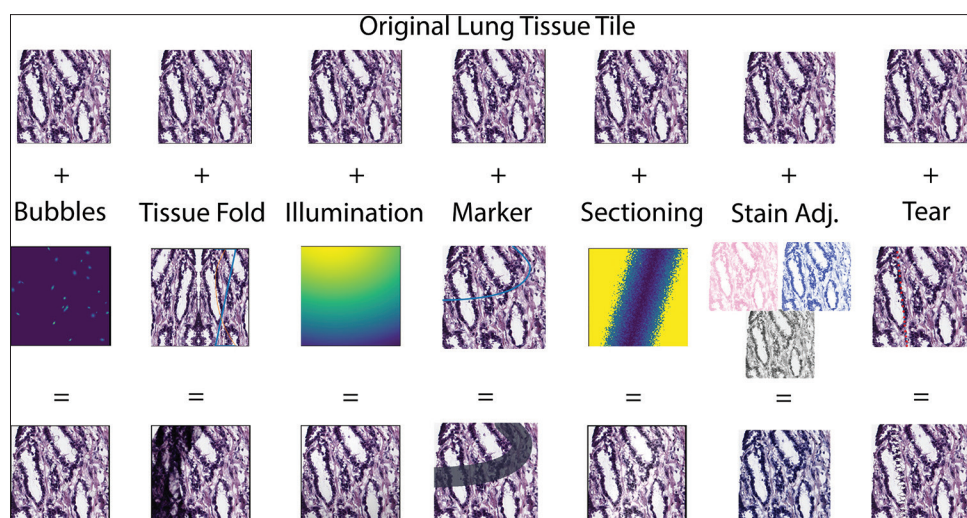 Original Lung Tissue Tile
+ + + + + + +
Bubbles Tissue Fold Illumination Marker Sectioning Stain Adj. Tear
= = = = = = =